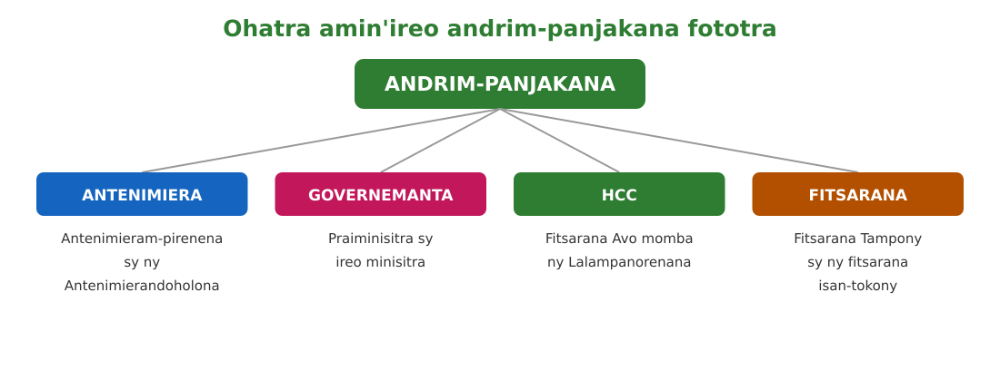 Ohatra amin'ireo andrim-panjakana fototra
ANDRIM-PANJAKANA
ANTENIMIERA
Antenimieram-pirenena
sy ny
Antenimierandoholona
GOVERNEMANTA
Praiminisitra sy
ireo minisitra
HCC
Fitsarana Avo momba
ny Lalampanorenana
FITSARANA
Fitsarana Tampony
sy ny fitsarana
isan-tokony